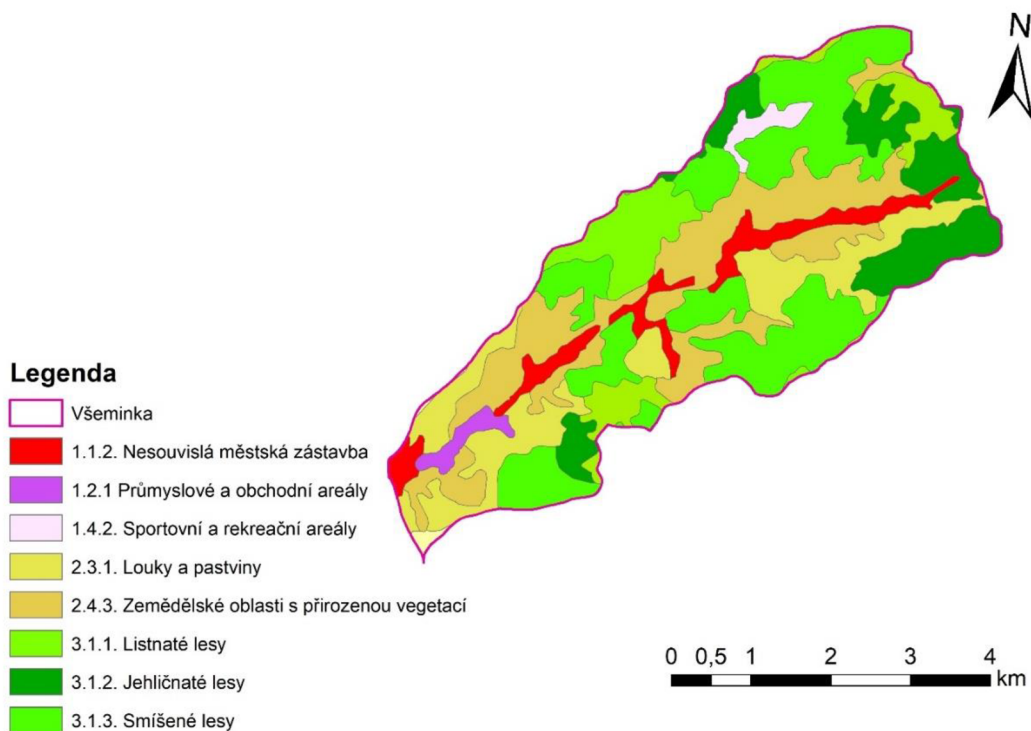 N
Legenda
Všeminka
1.1.2. Nesouvislá městská zástavba
1.2.1 Průmyslové a obchodní areály
1.4.2. Sportovní a rekreační areály
2.3.1. Louky a pastviny
2.4.3. Zemědělské oblasti s přirozenou vegetací
3.1.1. Listnaté lesy
3.1.2. Jehličnaté lesy
3.1.3. Smíšené lesy
0 0,5 1 2 3 4
km